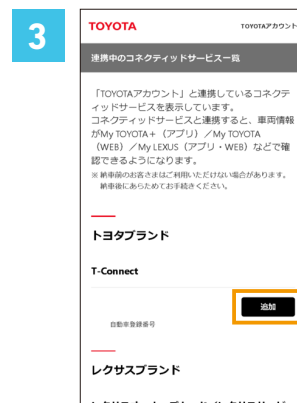 3
TOYOTA
TOYOTAアカウント
連携中のコネクティッドサービス一覧
「TOYOTAアカウント」と連携しているコネクテ
ィッドサービスを表示しています。
コネクティッドサービスと連携すると、車両情報
がMy TOYOTA+（アプリ）／My TOYOTA
（WEB）／My LEXUS（アプリ・WEB）などで確
認できるようになります。
※ 納車前のお客さまはご利用いただけない場合があります。
納車後にあらためてお手続きください。
トヨタブランド
T-Connect
追加
自動車登録番号
レクサスブランド